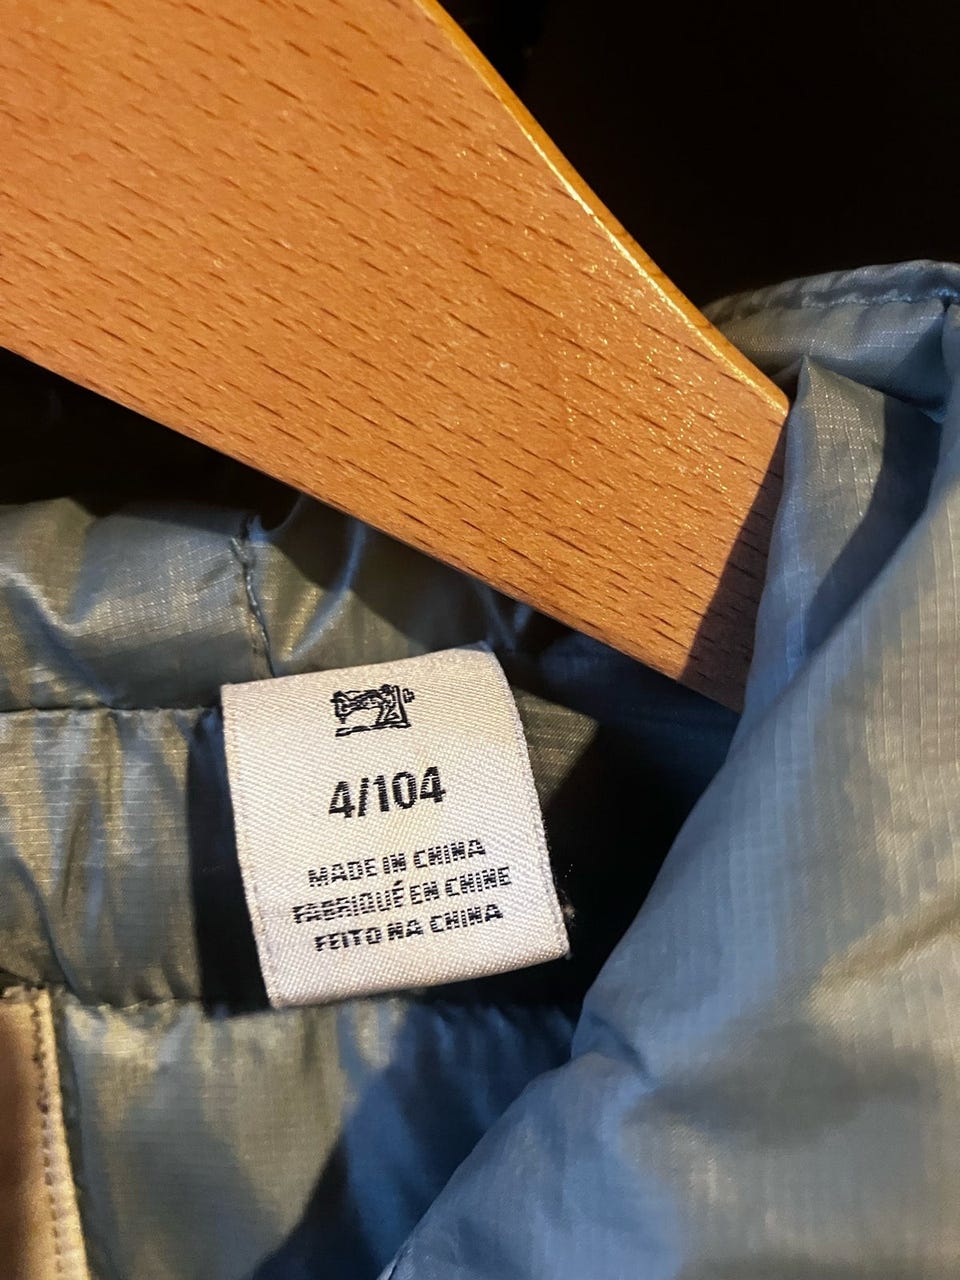 4/104
MADE IN CHINA
FABRIQUÉ EN CHINE
FEITO NA CHINA